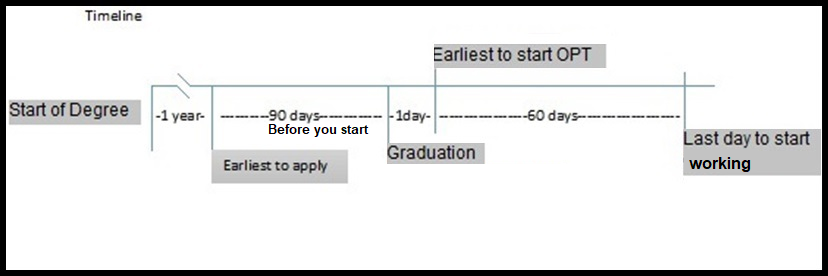 Timeline
Earliest to start OPT
Start of Degree
-1 year-
----------90 days-------------
-1day-
--------------60 days----------------
Before you start
Graduation
Earliest to apply
Last day to start
working